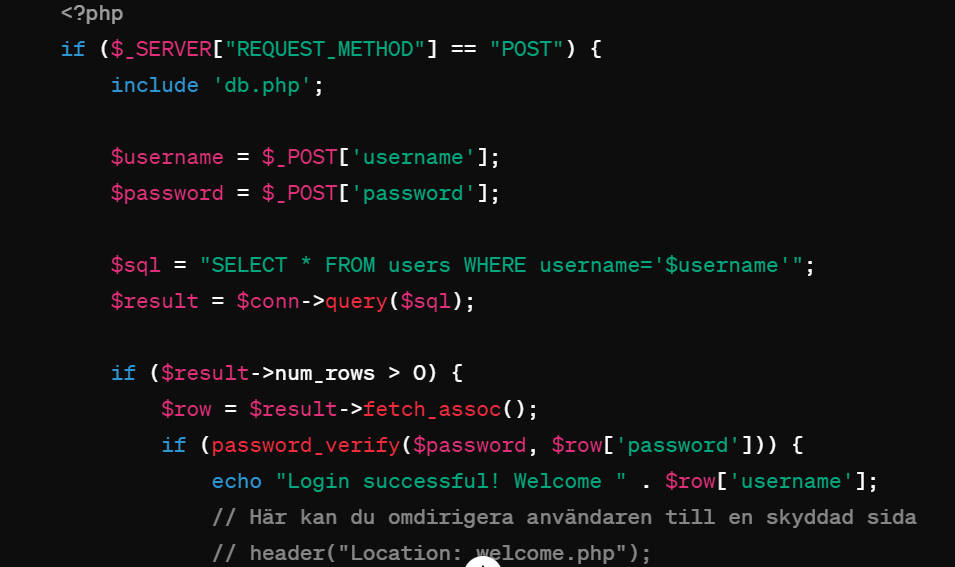 <?php
if ($_SERVER["REQUEST_METHOD"] == "POST") {
include 'db.php';
$username = $_POST['username'];
$password = $_POST['password'];
$sql = "SELECT * FROM users WHERE username='$username'";
$result = $conn->query($sql);
if ($result->num_rows > 0) {
$row = $result->fetch_assoc();
if (password_verify($password, $row['password'])) {
echo "Login successful! Welcome " . $row['username'];
// Här kan du omdirigera användaren till en skyddad sida
// header("Location: welcome.php");